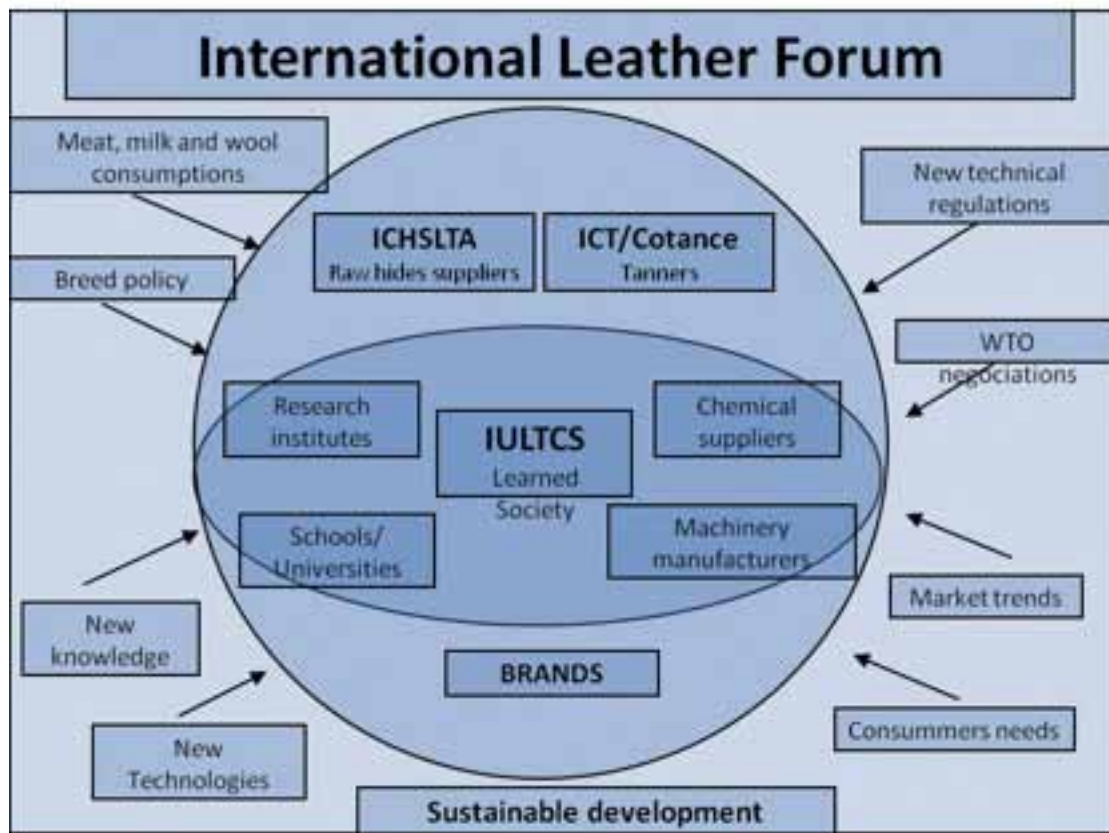 International Leather Forum
Meat, milk and wool
consumptions
New technical
regulations
ICHSLTA
Raw hides suppliers
ICT/Cotance
Tanners
Breed policy
WTO
negociations
Research
institutes
Chemical
suppliers
IULTCS
Learned
Society
Schools/
Universities
Machinery
manufacturers
Market trends
New
knowledge
BRANDS
Consummers needs
New
Technologies
Sustainable development